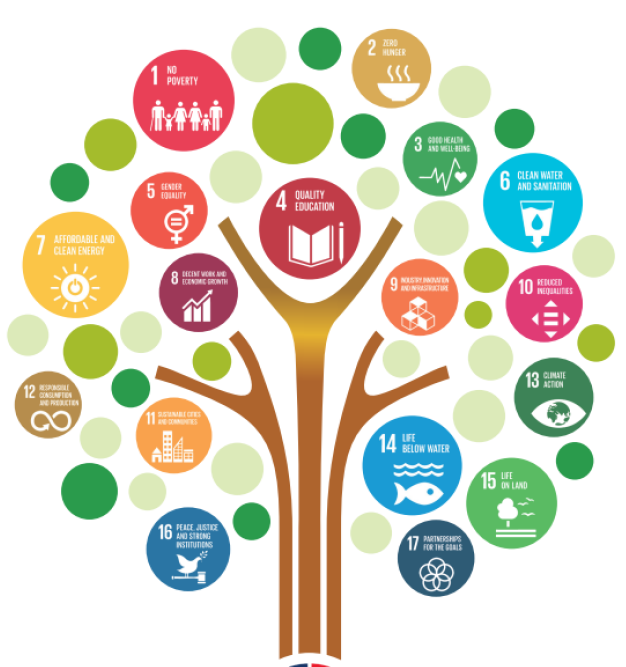 1 NO
POVERTY
2 ZERO
HUNGER
3 GOOD HEALTH
AND WELL-BEING
4 QUALITY
EDUCATION
5 GENDER
EQUALITY
6 CLEAN WATER
AND SANITATION
7 AFFORDABLE AND
CLEAN ENERGY
8 DECENT WORK AND
ECONOMIC GROWTH
9 INDUSTRY, INNOVATION
AND INFRASTRUCTURE
10 REDUCED
INEQUALITIES
11 SUSTAINABLE CITIES
AND COMMUNITIES
12 RESPONSIBLE
CONSUMPTION
AND PRODUCTION
13 CLIMATE
ACTION
14 LIFE
BELOW WATER
15 LIFE
ON LAND
16 PEACE, JUSTICE
AND STRONG
INSTITUTIONS
17 PARTNERSHIPS
FOR THE GOALS